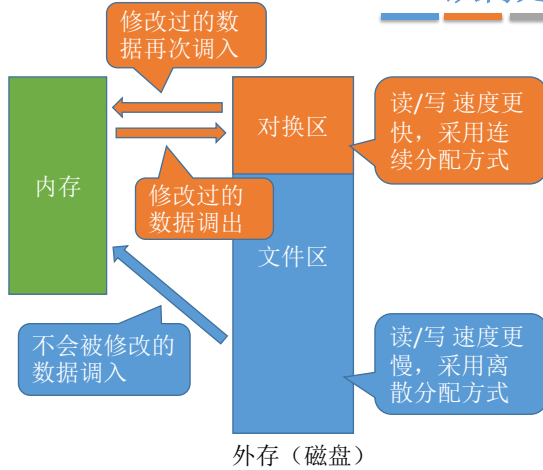 修改过的数
据再次调入
对换区
读/写 速度更
快，采用连
续分配方式
内存
修改过的
数据调出
文件区
不会被修改的
数据调入
读/写 速度更
慢，采用离
散分配方式
外存（磁盘）